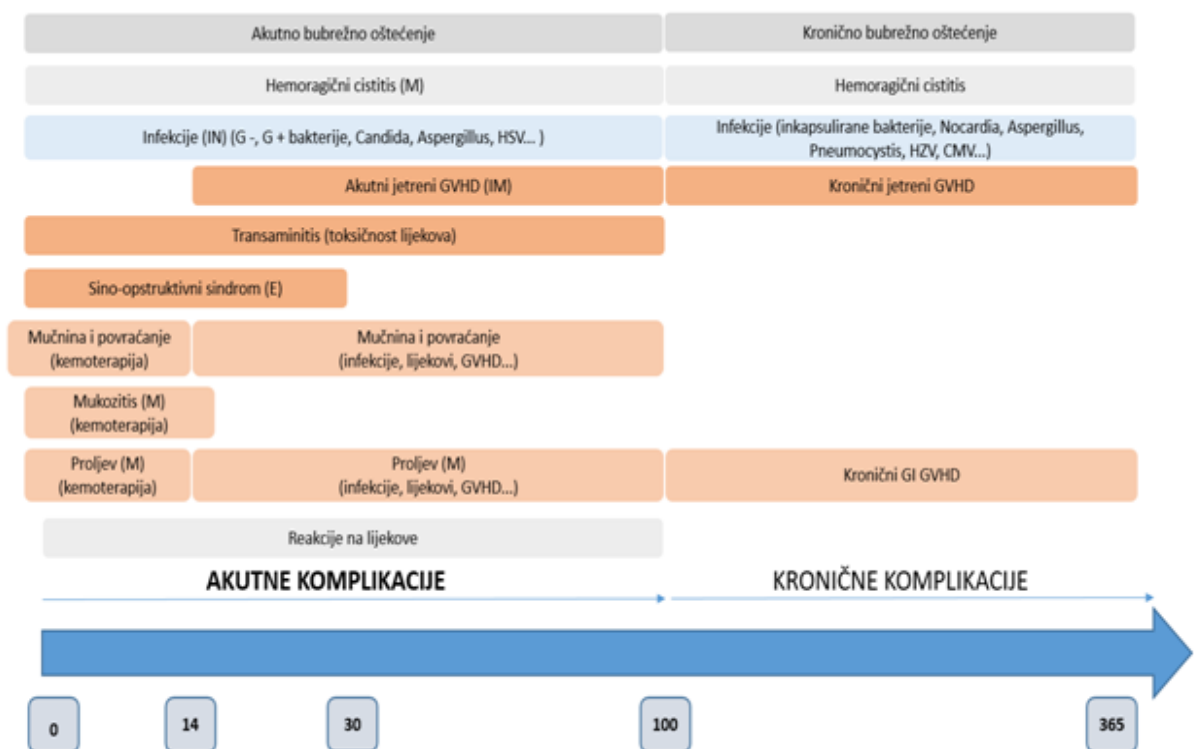 Akutno bubrežno oštećenje
Kronično bubrežno oštećenje
Hemoragični cistitis (M)
Hemoragični cistitis
Infekcije (IN) (G -, G + bakterije, Candida, Aspergillus, HSV... )
Infekcije (inkapsulirane bakterije, Nocardia, Aspergillus,
Pneumocystis, HZV, CMV...)
Akutni jetreni GVHD (IM)
Kronični jetreni GVHD
Transaminitis (toksičnost lijekova)
Sino-opstruktivni sindrom (E)
Mučnina i povraćanje
(kemoterapija)
Mučnina i povraćanje
(infekcije, lijekovi, GVHD...)
Mukozitis (M)
(kemoterapija)
Proljev (M)
(kemoterapija)
Proljev (M)
(infekcije, lijekovi, GVHD...)
Kronični GI GVHD
Reakcije na lijekove
AKUTNE KOMPLIKACIJE
KRONIČNE KOMPLIKACIJE
0
14
30
100
365